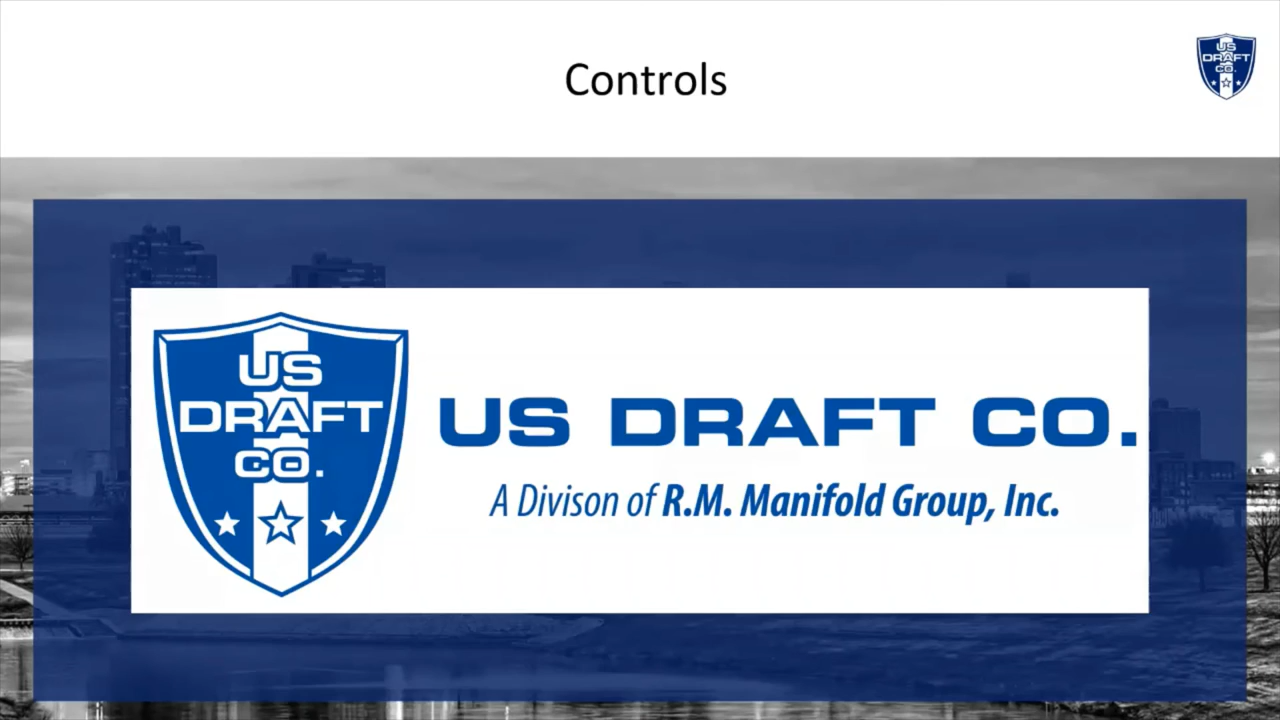 Controls
US
DRAFT
CO.
US
DRAFT
CO.
US DRAFT CO.
A Divison of R.M. Manifold Group, Inc.